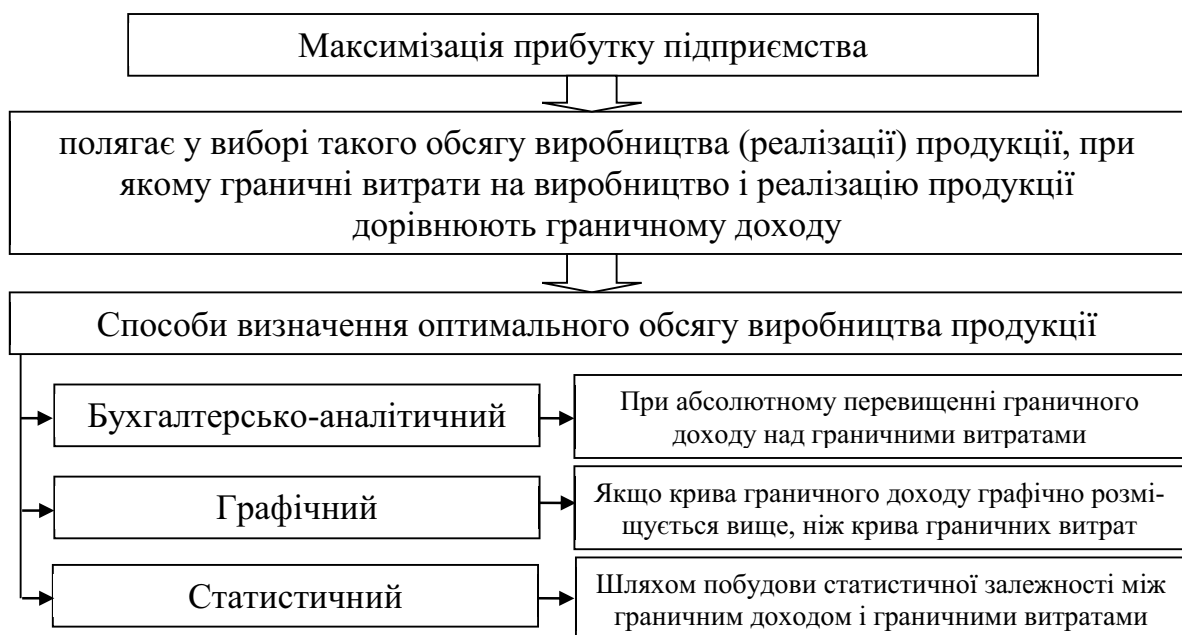 Максимізація прибутку підприємства
полягає у виборі такого обсягу виробництва (реалізації) продукції, при
якому граничні витрати на виробництво і реалізацію продукції
дорівнюють граничному доходу
Способи визначення оптимального обсягу виробництва продукції
Бухгалтерсько-аналітичний
При абсолютному перевищенні граничного
доходу над граничними витратами
Графічний
Якщо крива граничного доходу графічно розмі-
щується вище, ніж крива граничних витрат
Статистичний
Шляхом побудови статистичної залежності між
граничним доходом і граничними витратами